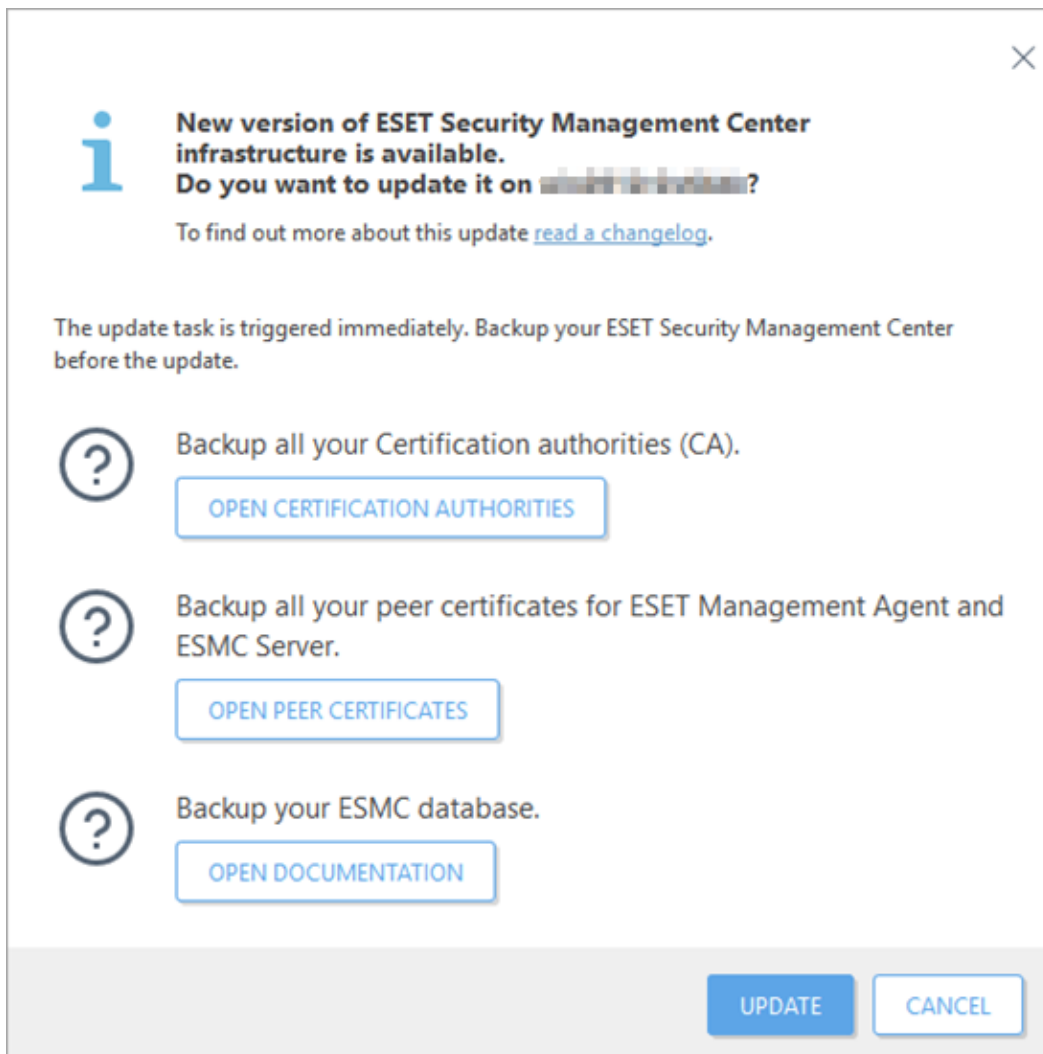 New version of ESET Security Management Center
infrastructure is available.
Do you want to update it on ?
To find out more about this update read a changelog.
The update task is triggered immediately. Backup your ESET Security Management Center
before the update.
Backup all your Certification authorities (CA).
OPEN CERTIFICATION AUTHORITIES
Backup all your peer certificates for ESET Management Agent and
ESMC Server.
OPEN PEER CERTIFICATES
Backup your ESMC database.
OPEN DOCUMENTATION
UPDATE
CANCEL